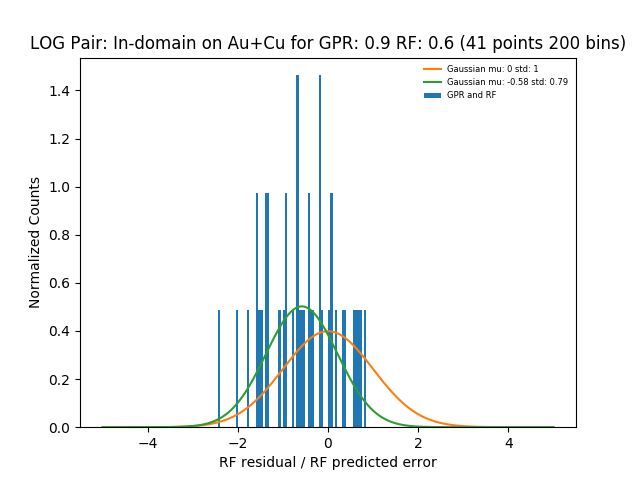 LOG Pair: In-domain on Au+Cu for GPR: 0.9 RF: 0.6 (41 points 200 bins)
Gaussian mu: 0 std: 1
Gaussian mu: -0.58 std: 0.79
GPR and RF
Normalized Counts
1.4
1.2
1.0
0.8
0.6
0.4
0.2
0.0
−4 −2 0 2 4
RF residual / RF predicted error